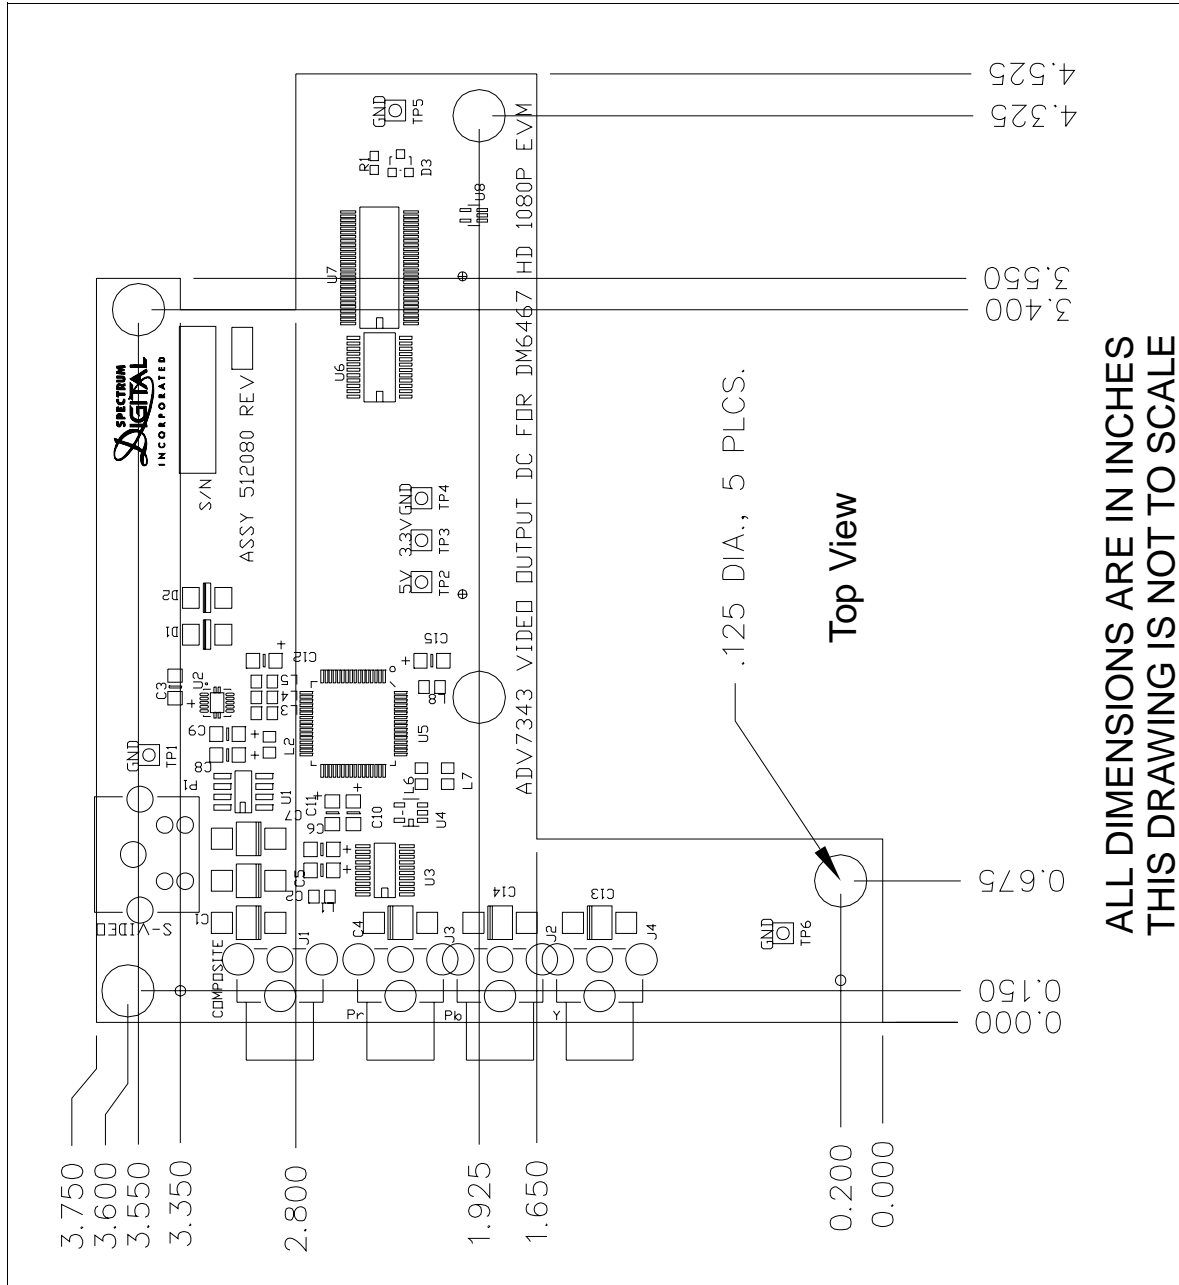 4.525
4.325
3.550
3.400
0.675
0.150
0.000
3.750
3.600
3.550
3.350
2.800
1.925
1.650
0.200
0.000
SPECTRUM
DIGITAL
INCORPORATED
S/N
ASSY 512080 REV
ADV7343 VIDEO OUTPUT DC FOR DM6467 HD 1080P EVM
GND
TP5
R1
D3
U8
U7
U6
5V
TP2
3.3V
TP3
GND
TP4
D2
D1
C3
U2
C12
L5
L4
L3
C15
L8
U5
C9
C8
L2
GND
TP1
P1
U1
C7
C11
C10
C6
L6
L7
U4
U3
C5
C2
L1
S-VIDEO
C1
COMPOSITE
J1
C4
J3
C14
J2
C13
J4
Pr
Pb
Y
GND
TP6
.125 DIA., 5 PLCS.
Top View
ALL DIMENSIONS ARE IN INCHES
THIS DRAWING IS NOT TO SCALE